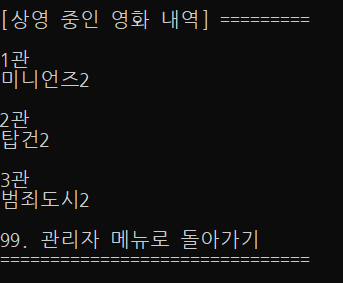 [상영 중인 영화 내역] =========
1관
미니언즈2
2관
탑건2
3관
범죄도시2
99. 관리자 메뉴로 돌아가기
===============================